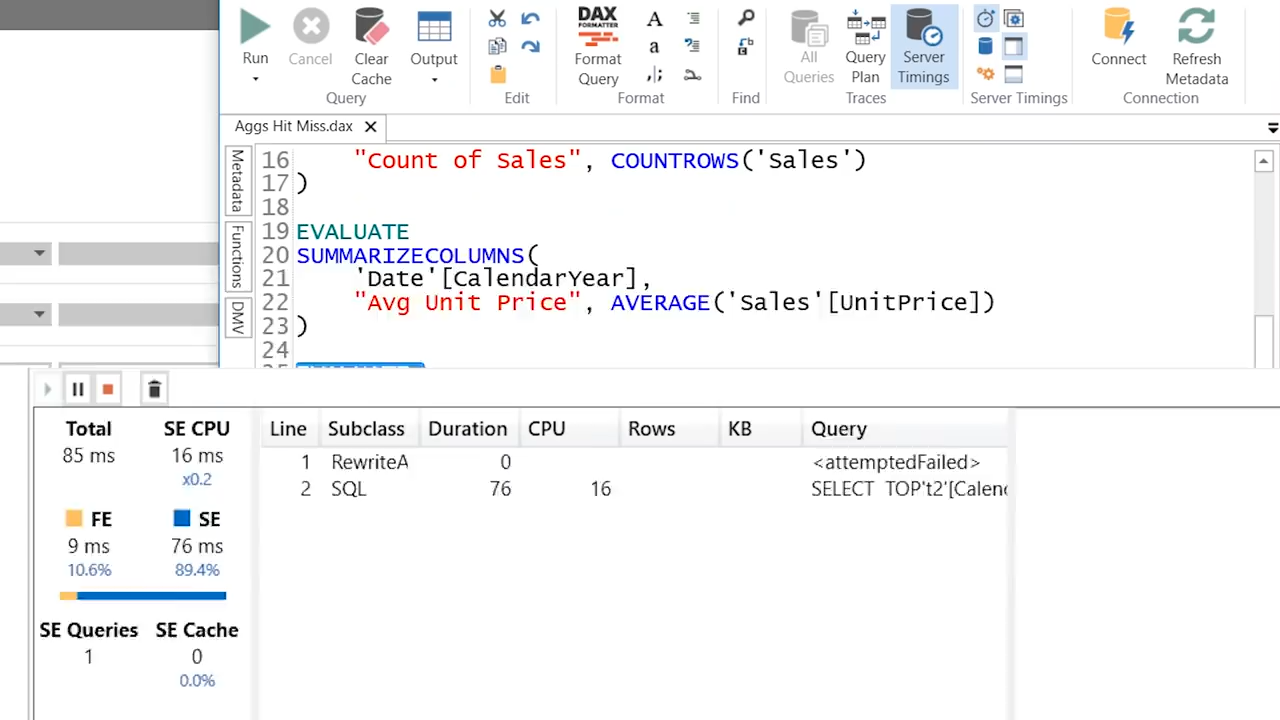 Run
Cancel
Clear
Cache
Output
Query
Edit
DAX
FORMATTER
Format
Query
A
a
Format
Find
All
Queries
Query
Plan
Server
Timings
Traces
Server Timings
Connect
Refresh
Metadata
Connection
Aggs Hit Miss.dax
Metadata
Functions
DMV
16 "Count of Sales", COUNTROWS('Sales')
17 )
18
19 EVALUATE
20 SUMMARIZECOLUMNS(
21 'Date'[CalendarYear],
22 "Avg Unit Price", AVERAGE('Sales'[UnitPrice])
23 )
24
Total SE CPU
85 ms 16 ms
x0.2
FE SE
9 ms 76 ms
10.6% 89.4%
SE Queries SE Cache
1 0
0.0%
Line Subclass Duration CPU Rows KB Query
1 RewriteA 0 <attemptedFailed>
2 SQL 76 16 SELECT TOP't2'[Calend